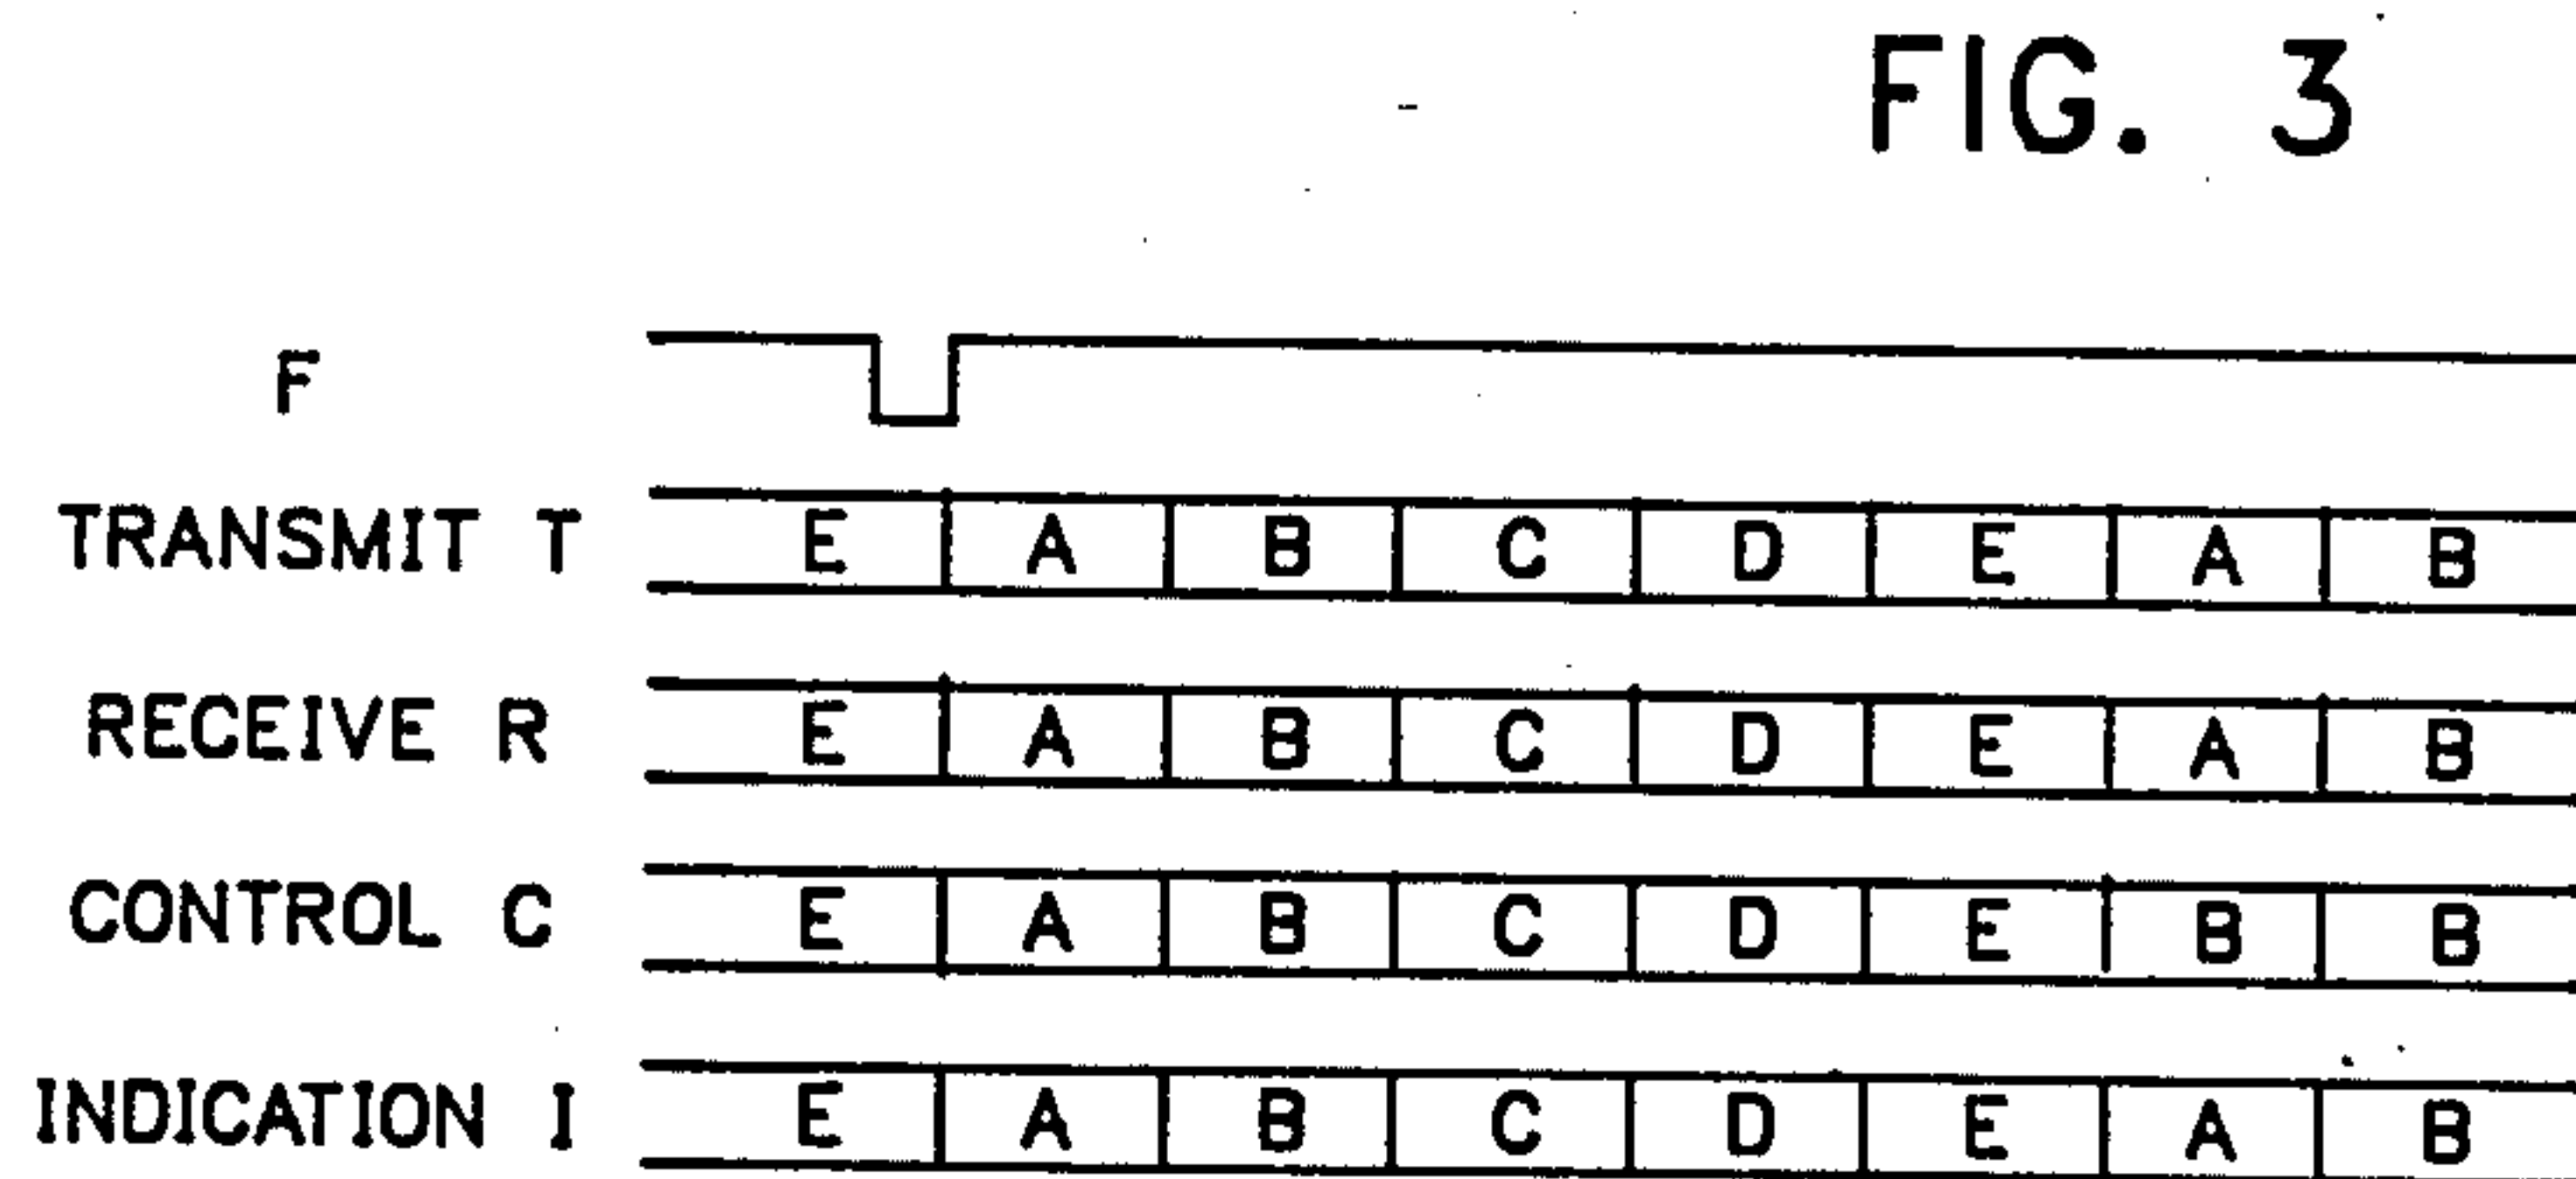 FIG. 3
F
TRANSMIT T E A B C D E A B
RECEIVE R E A B C D E A B
CONTROL C E A B C D E B B
INDICATION I E A B C D E A B